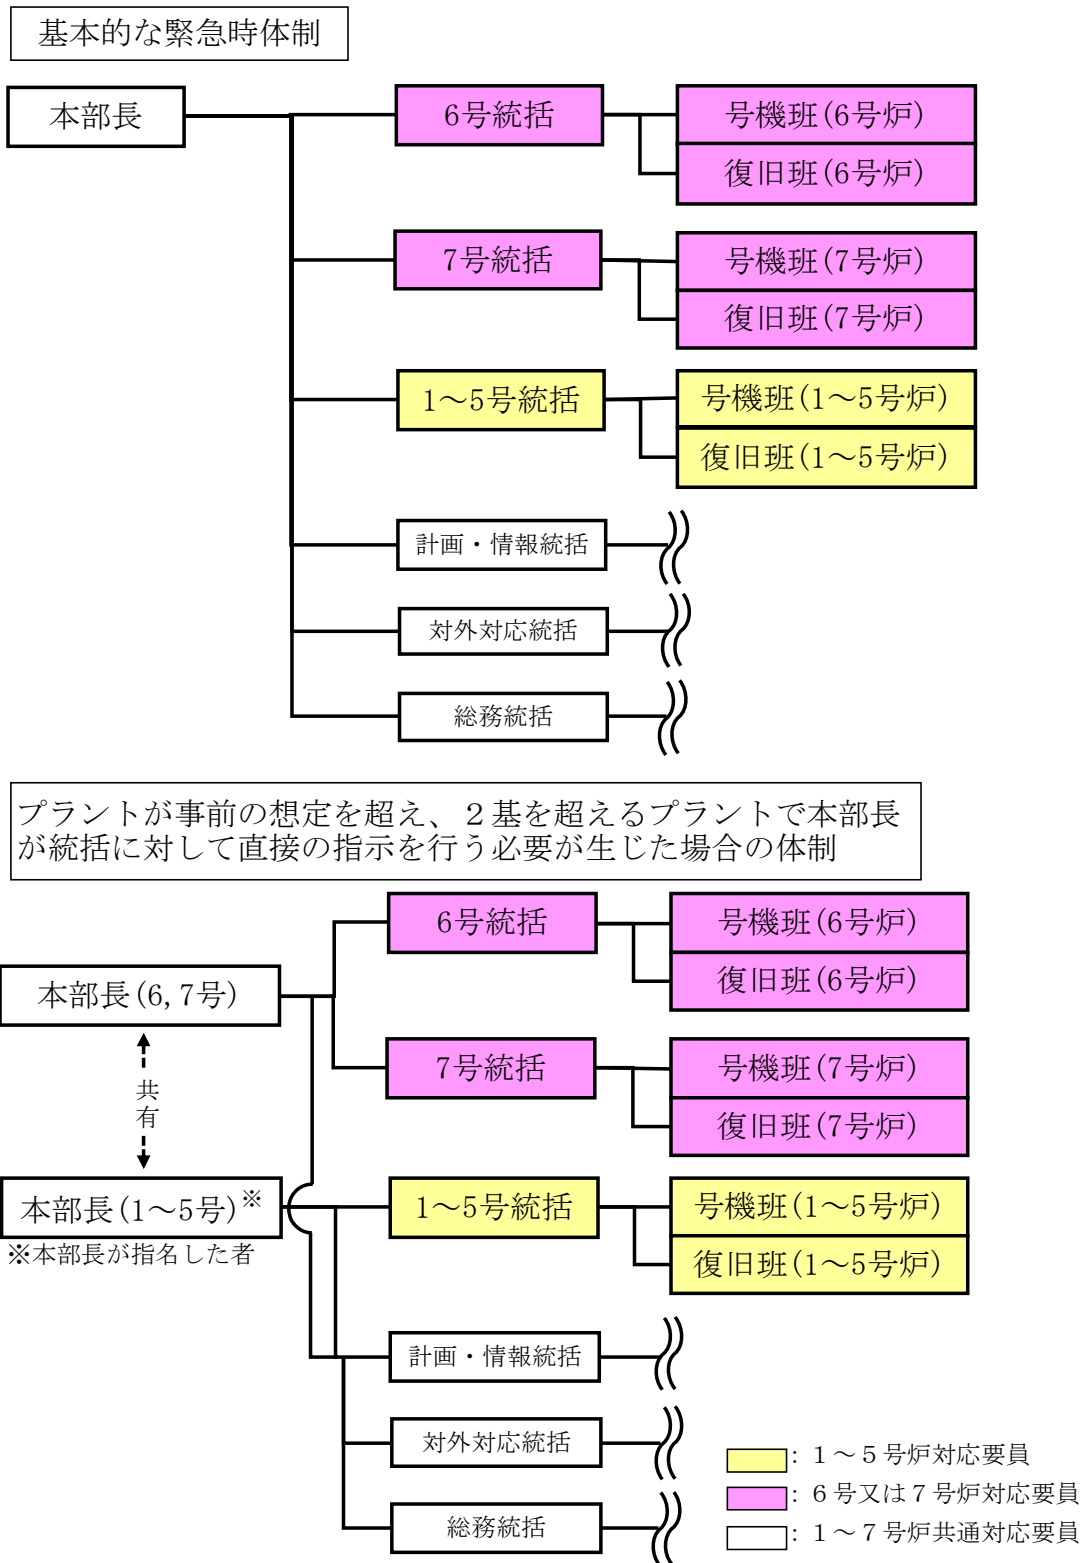 基本的な緊急時体制
本部長
6号統括
号機班(6号炉)
復旧班(6号炉)
7号統括
号機班(7号炉)
復旧班(7号炉)
1～5号統括
号機班(1～5号炉)
復旧班(1～5号炉)
計画・情報統括
対外対応統括
総務統括
プラントが事前の想定を超え、２基を超えるプラントで本部長
が統括に対して直接の指示を行う必要が生じた場合の体制
6号統括
号機班(6号炉)
復旧班(6号炉)
本部長(6,7号)
7号統括
号機班(7号炉)
復旧班(7号炉)
共有
本部長(1～5号)※
※本部長が指名した者
1～5号統括
号機班(1～5号炉)
復旧班(1～5号炉)
計画・情報統括
対外対応統括
総務統括
：１～５号炉対応要員
：６号又は７号炉対応要員
：１～７号炉共通対応要員